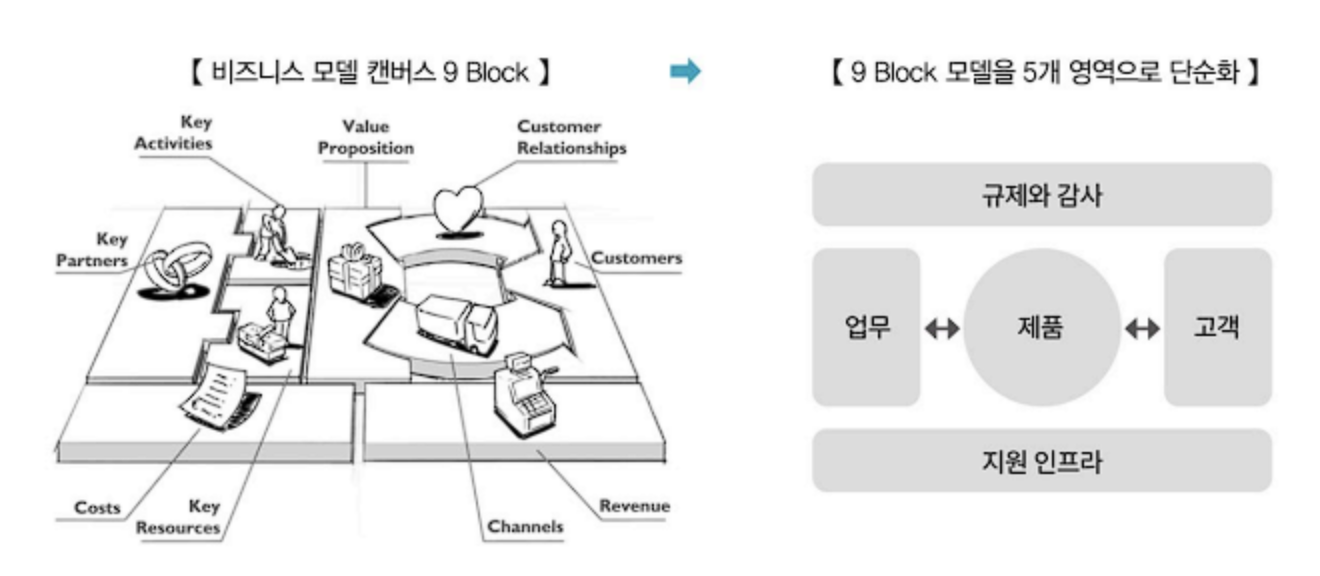 【 비즈니스 모델 캔버스 9 Block 】
Key
Activities
Value
Proposition
Customer
Relationships
Key
Partners
Customers
Costs
Key
Resources
Channels
Revenue
【 9 Block 모델을 5개 영역으로 단순화 】
규제와 감사
업무
제품
고객
지원 인프라